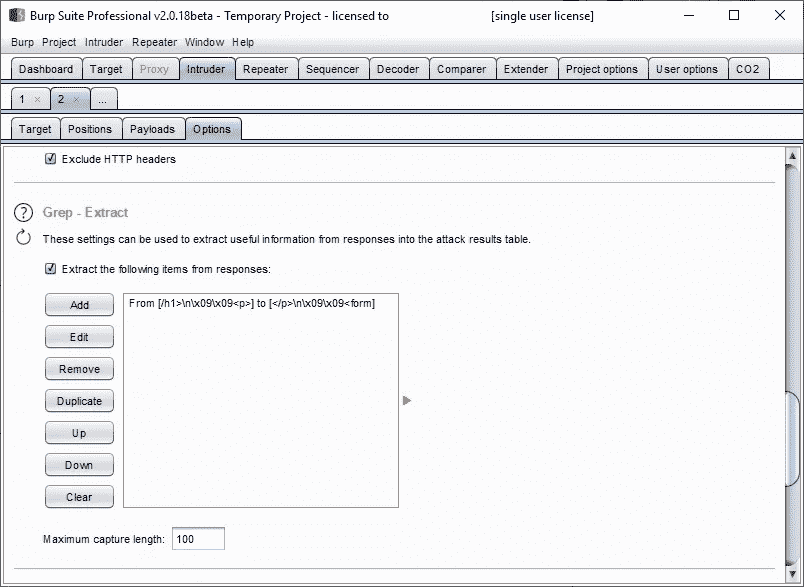 Burp Suite Professional v2.0.18beta - Temporary Project - licensed to [single user license]
Burp Project Intruder Repeater Window Help
Dashboard Target Proxy Intruder Repeater Sequencer Decoder Comparer Extender Project options User options CO2
1 × 2 × ...
Target Positions Payloads Options
Exclude HTTP headers
? Grep - Extract
These settings can be used to extract useful information from responses into the attack results table.
Extract the following items from responses:
Add
From [/h1>\n\x09\x09<p>] to [</p>\n\x09\x09<form]
Edit
Remove
Duplicate
Up
Down
Clear
Maximum capture length: 100